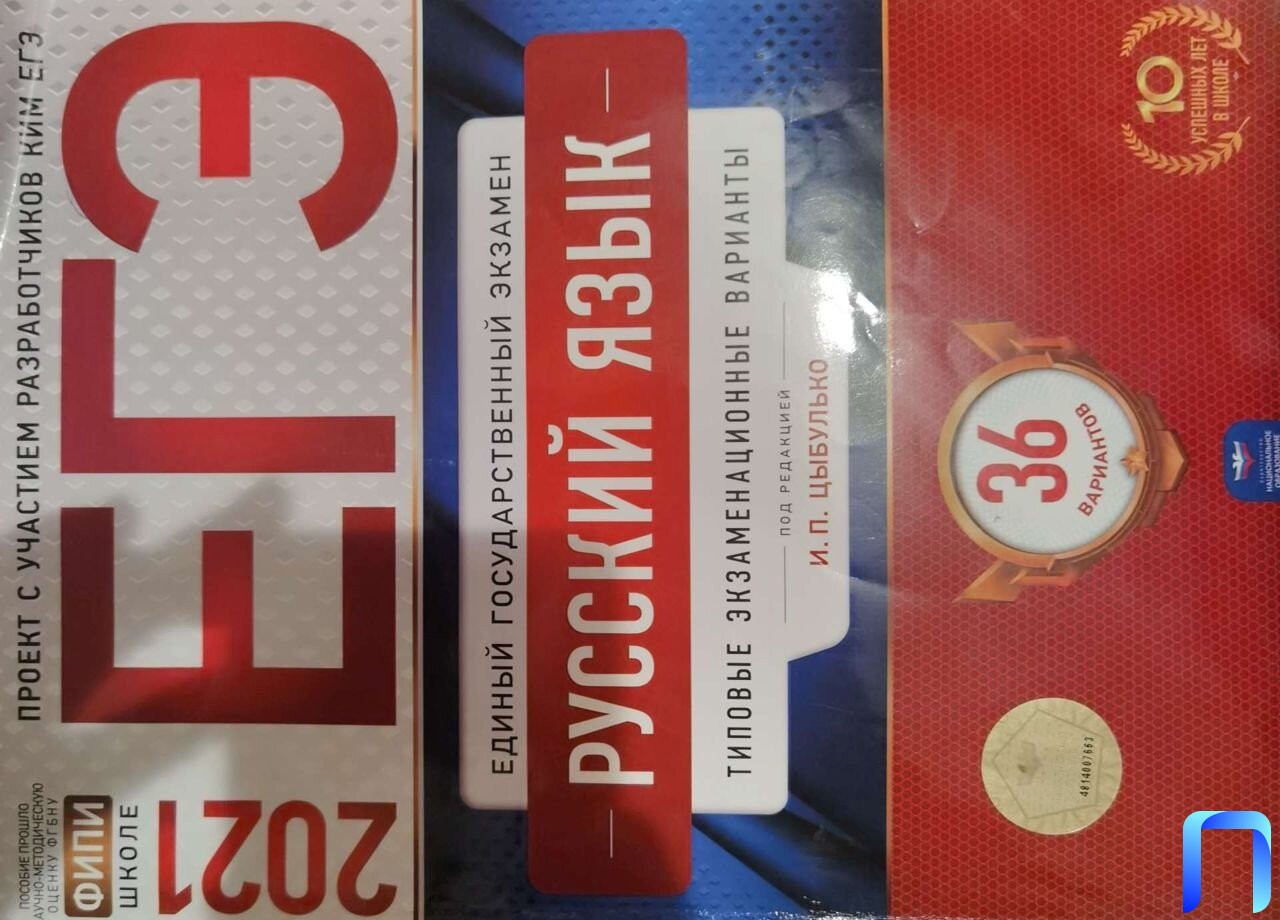 ПРОЕКТ С УЧАСТИЕМ РАЗРАБОТЧИКОВ КИМ ЕГЭ
ПОСОБИЕ ПРОШЛО
НАУЧНО-МЕТОДИЧЕСКУЮ
ОЦЕНКУ ФГБНУ
ФИПИ
ШКОЛЕ
2021
ЕГЭ
ЕДИНЫЙ ГОСУДАРСТВЕННЫЙ ЭКЗАМЕН
РУССКИЙ ЯЗЫК
ТИПОВЫЕ ЭКЗАМЕНАЦИОННЫЕ ВАРИАНТЫ
ПОД РЕДАКЦИЕЙ
И. П. ЦЫБУЛЬКО
36
ВАРИАНТОВ
10
УСПЕШНЫХ ЛЕТ
В ШКОЛЕ
4814007663
ИЗДАТЕЛЬСТВО
НАЦИОНАЛЬНОЕ
ОБРАЗОВАНИЕ